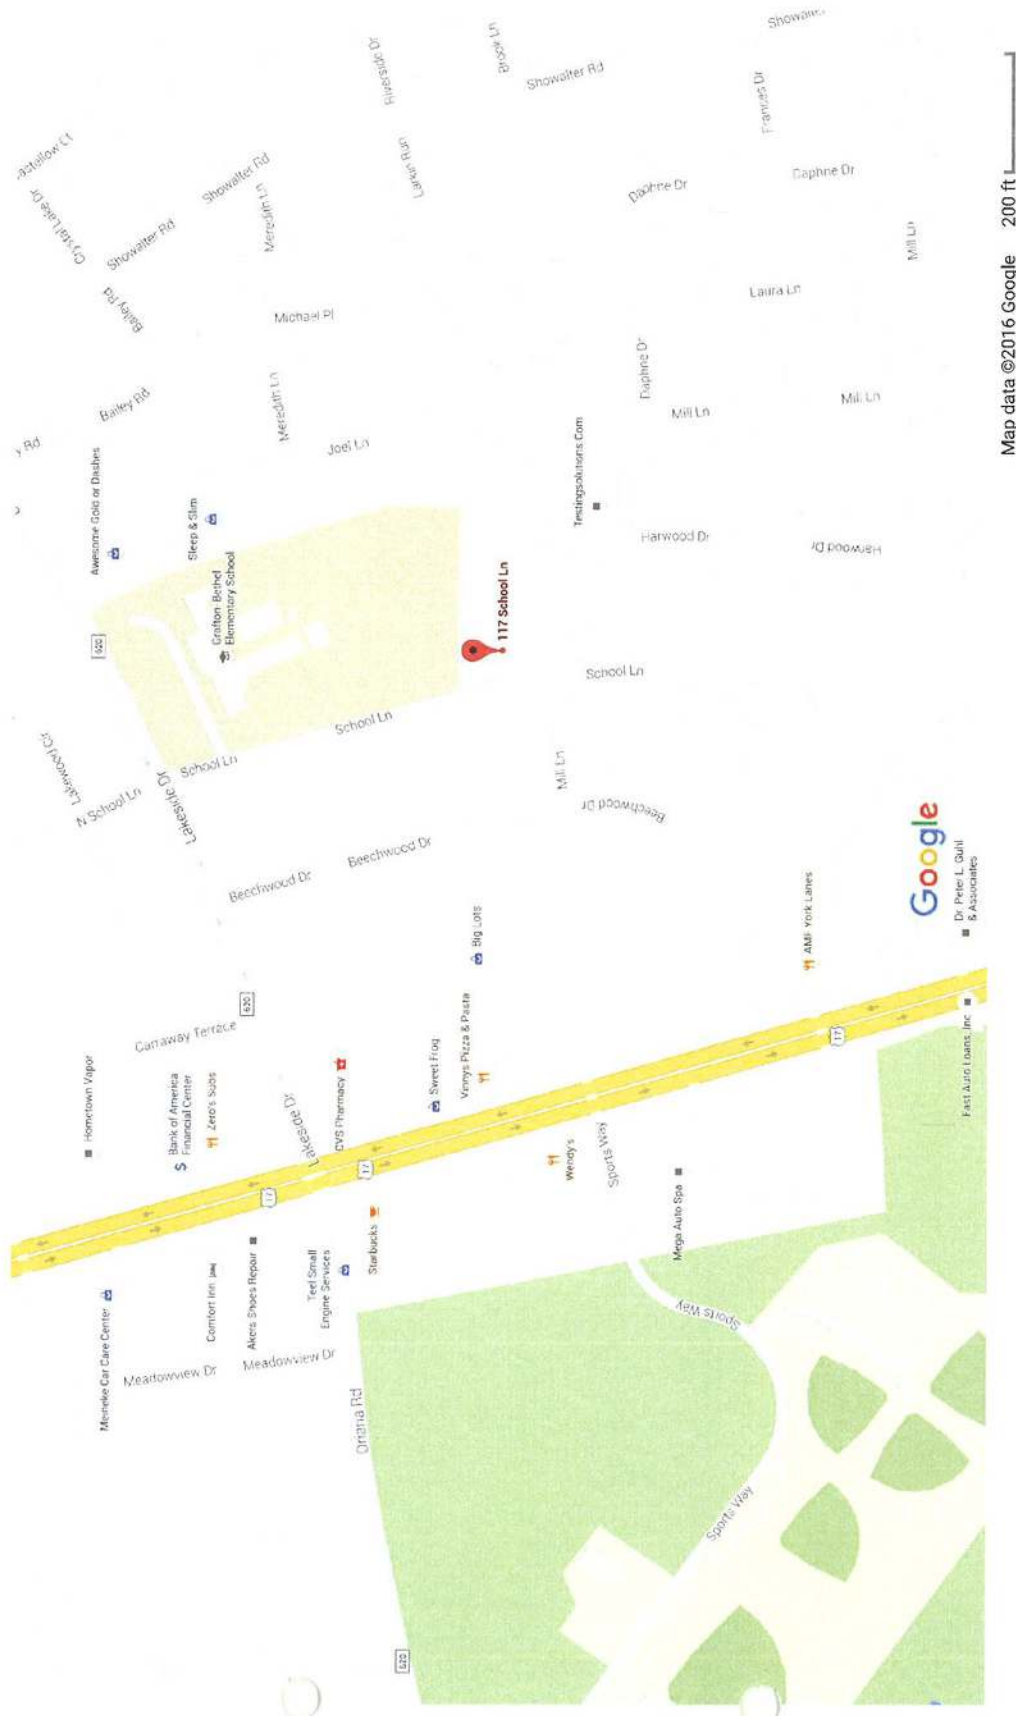 Meineke Car Care Center
Hometown Vapor
Awesome Gold or Dashes
620
Lakewood Cir
N School Ln
Bailey Rd
Bailey Rd
Crystal Lake Dr
Showalter Rd
Showalter Rd
Meadowview Dr
Comfort Inn
Bank of America
Financial Center
Zero's Subs
Carraway Terrace
620
Lakeside Dr
School Ln
Sleep & Slim
Grafton-Bethel
Elementary School
Meredith Ln
Meredith Ln
Michael Pl
Joel Ln
Riverside Dr
Larkin Run
Brook Ln
Showalter Rd
Akers Shoes Repair
Meadowview Dr
17
Lakeside Dr
Beechwood Dr
School Ln
Teel Small
Engine Services
CVS Pharmacy
17
Starbucks
Beechwood Dr
Oriana Rd
620
Sweet Frog
Vinnys Pizza & Pasta
Big Lots
117 School Ln
Wendy's
Sports Way
Mill Ln
Beechwood Dr
School Ln
Testingsolutions.Com
Harwood Dr
Daphne Dr
Daphne Dr
Mill Ln
Mega Auto Spa
Sports Way
Sports Way
AMF York Lanes
17
Harwood Dr
Mill Ln
Laura Ln
Daphne Dr
Frances Dr
Mill Ln
Fast Auto Loans, Inc
Dr. Peter L. Guhl
& Associates
Google
Map data ©2016 Google 200 ft